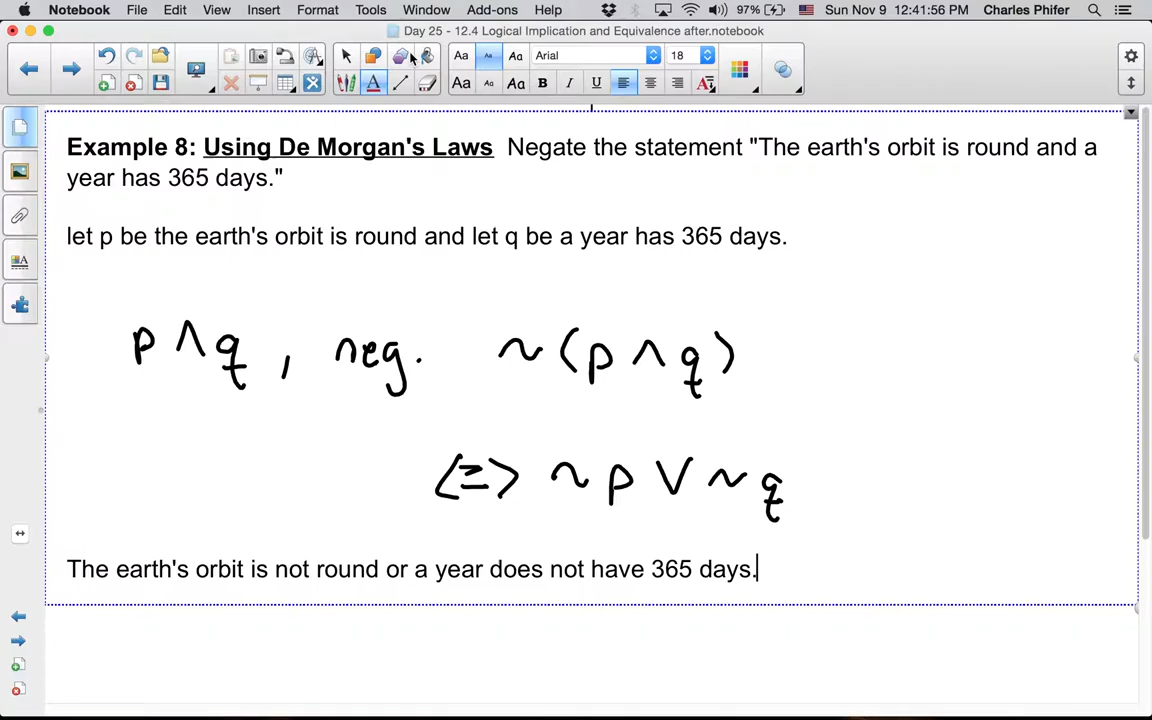 Notebook File Edit View Insert Format Tools Window Add-ons Help 97% Sun Nov 9 12:41:56 PM Charles Phifer
Day 25 - 12.4 Logical Implication and Equivalence after.notebook
Aa Aa Aa Arial 18
Aa Aa Aa B I U A
Example 8: Using De Morgan's Laws Negate the statement "The earth's orbit is round and a
year has 365 days."
let p be the earth's orbit is round and let q be a year has 365 days.
p ∧ q , neg. ~(p ∧ q)
<=> ~p ∨ ~q
The earth's orbit is not round or a year does not have 365 days.